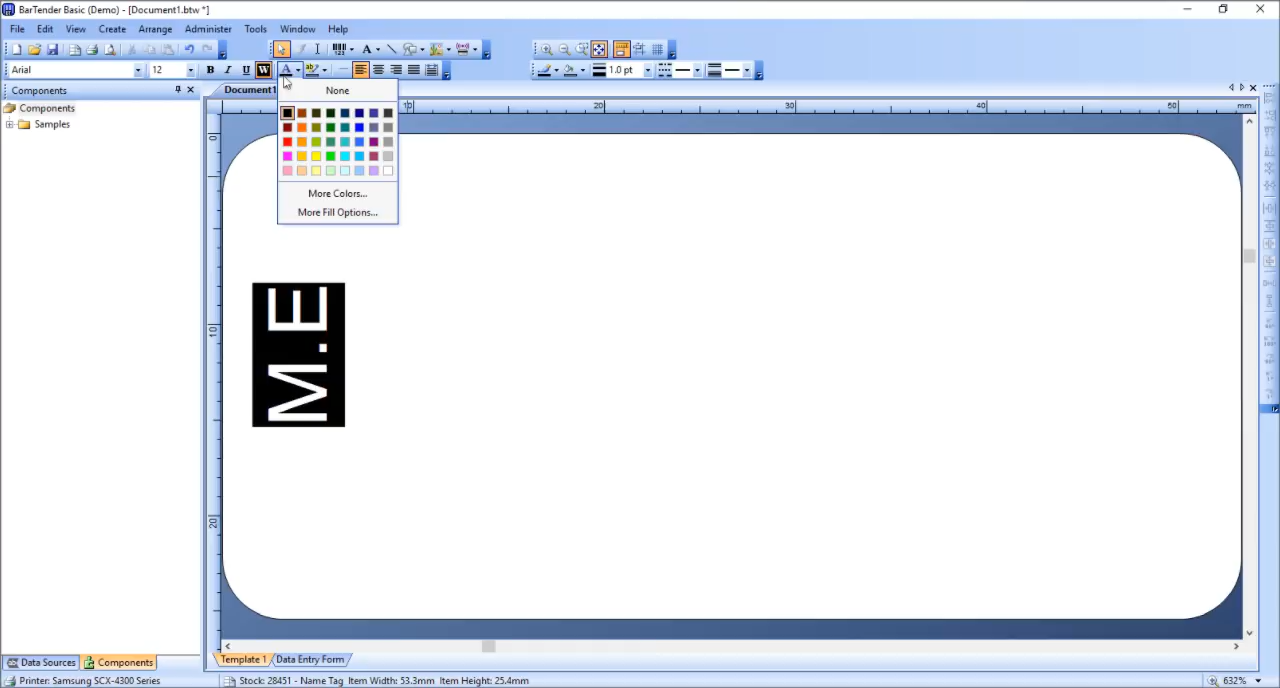 BarTender Basic (Demo) - [Document1.btw *]
File Edit View Create Arrange Administer Tools Window Help
Arial 12 B I U W A ab 1.0 pt
Components
Document1
None
Components
Samples
10 20 30 40 50 mm
0
10
20
More Colors...
More Fill Options...
M.E
Data Sources Components
Template 1 Data Entry Form
Printer: Samsung SCX-4300 Series Stock: 28451 - Name Tag Item Width: 53.3mm Item Height: 25.4mm 632%